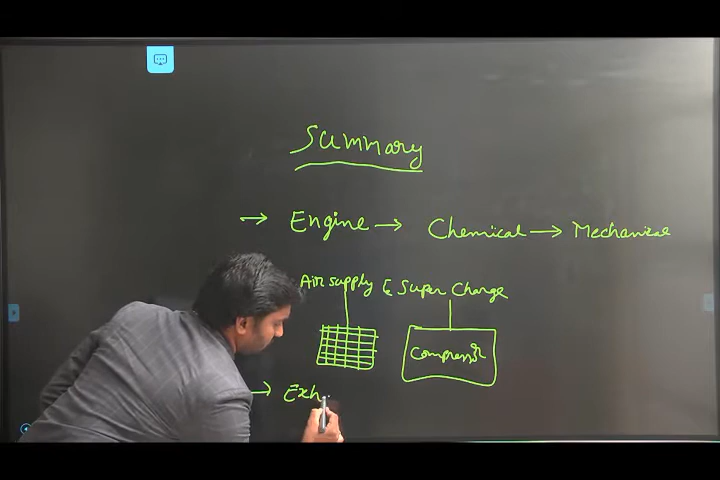 Summary
→ Engine → Chemical → Mechanical
Air supply & Super Charge
Compressor
→ Exh